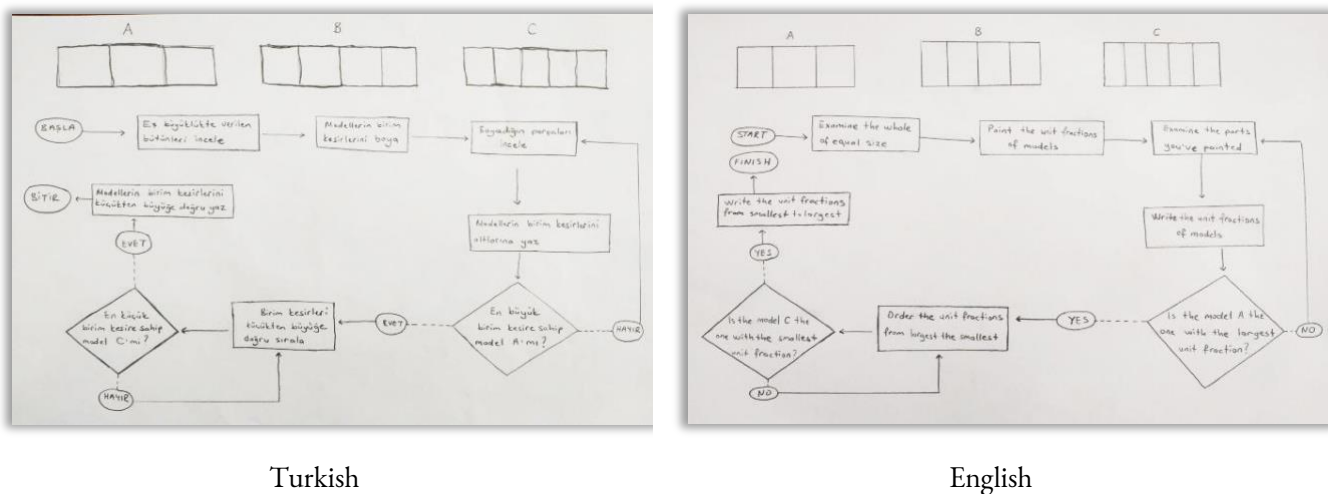 A
B
C
BAŞLA
Eş büyüklükte verilen
bütünleri incele
Modellerin birim
kesirlerini boya
Boyadığın parçaları
incele
Modellerin birim kesirlerini
altlarına yaz
En büyük
birim kesire sahip
model A mı?
HAYIR
EVET
Birim kesirleri
küçükten büyüğe
doğru sırala
En küçük
birim kesire sahip
model C mi?
HAYIR
EVET
Modellerin birim kesirlerini
küçükten büyüğe doğru yaz
BİTİR
Turkish
A
B
C
START
Examine the whole
of equal size
Paint the unit fractions
of models
Examine the parts
you've painted
Write the unit fractions
of models
Is the model A the
one with the largest
unit fraction?
NO
YES
Order the unit fractions
from largest the smallest
Is the model C the
one with the smallest
unit fraction?
NO
YES
Write the unit fractions
from smallest to largest
FINISH
English